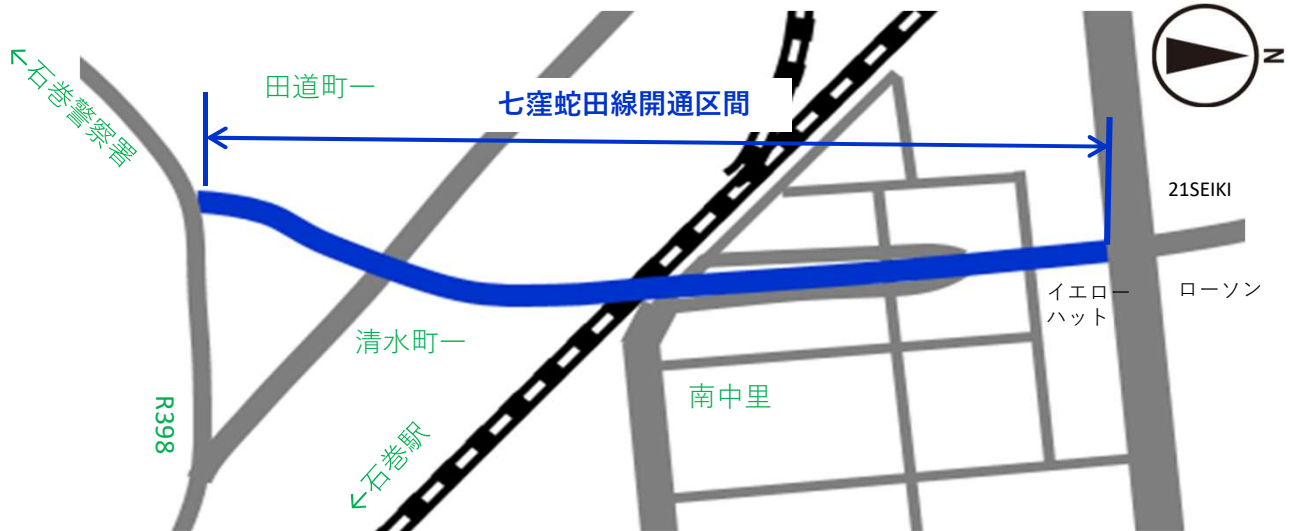 ←石巻警察署
田道町一
七窪蛇田線開通区間
N
21SEIKI
イエロー
ハット
ローソン
清水町一
南中里
R398
←石巻駅